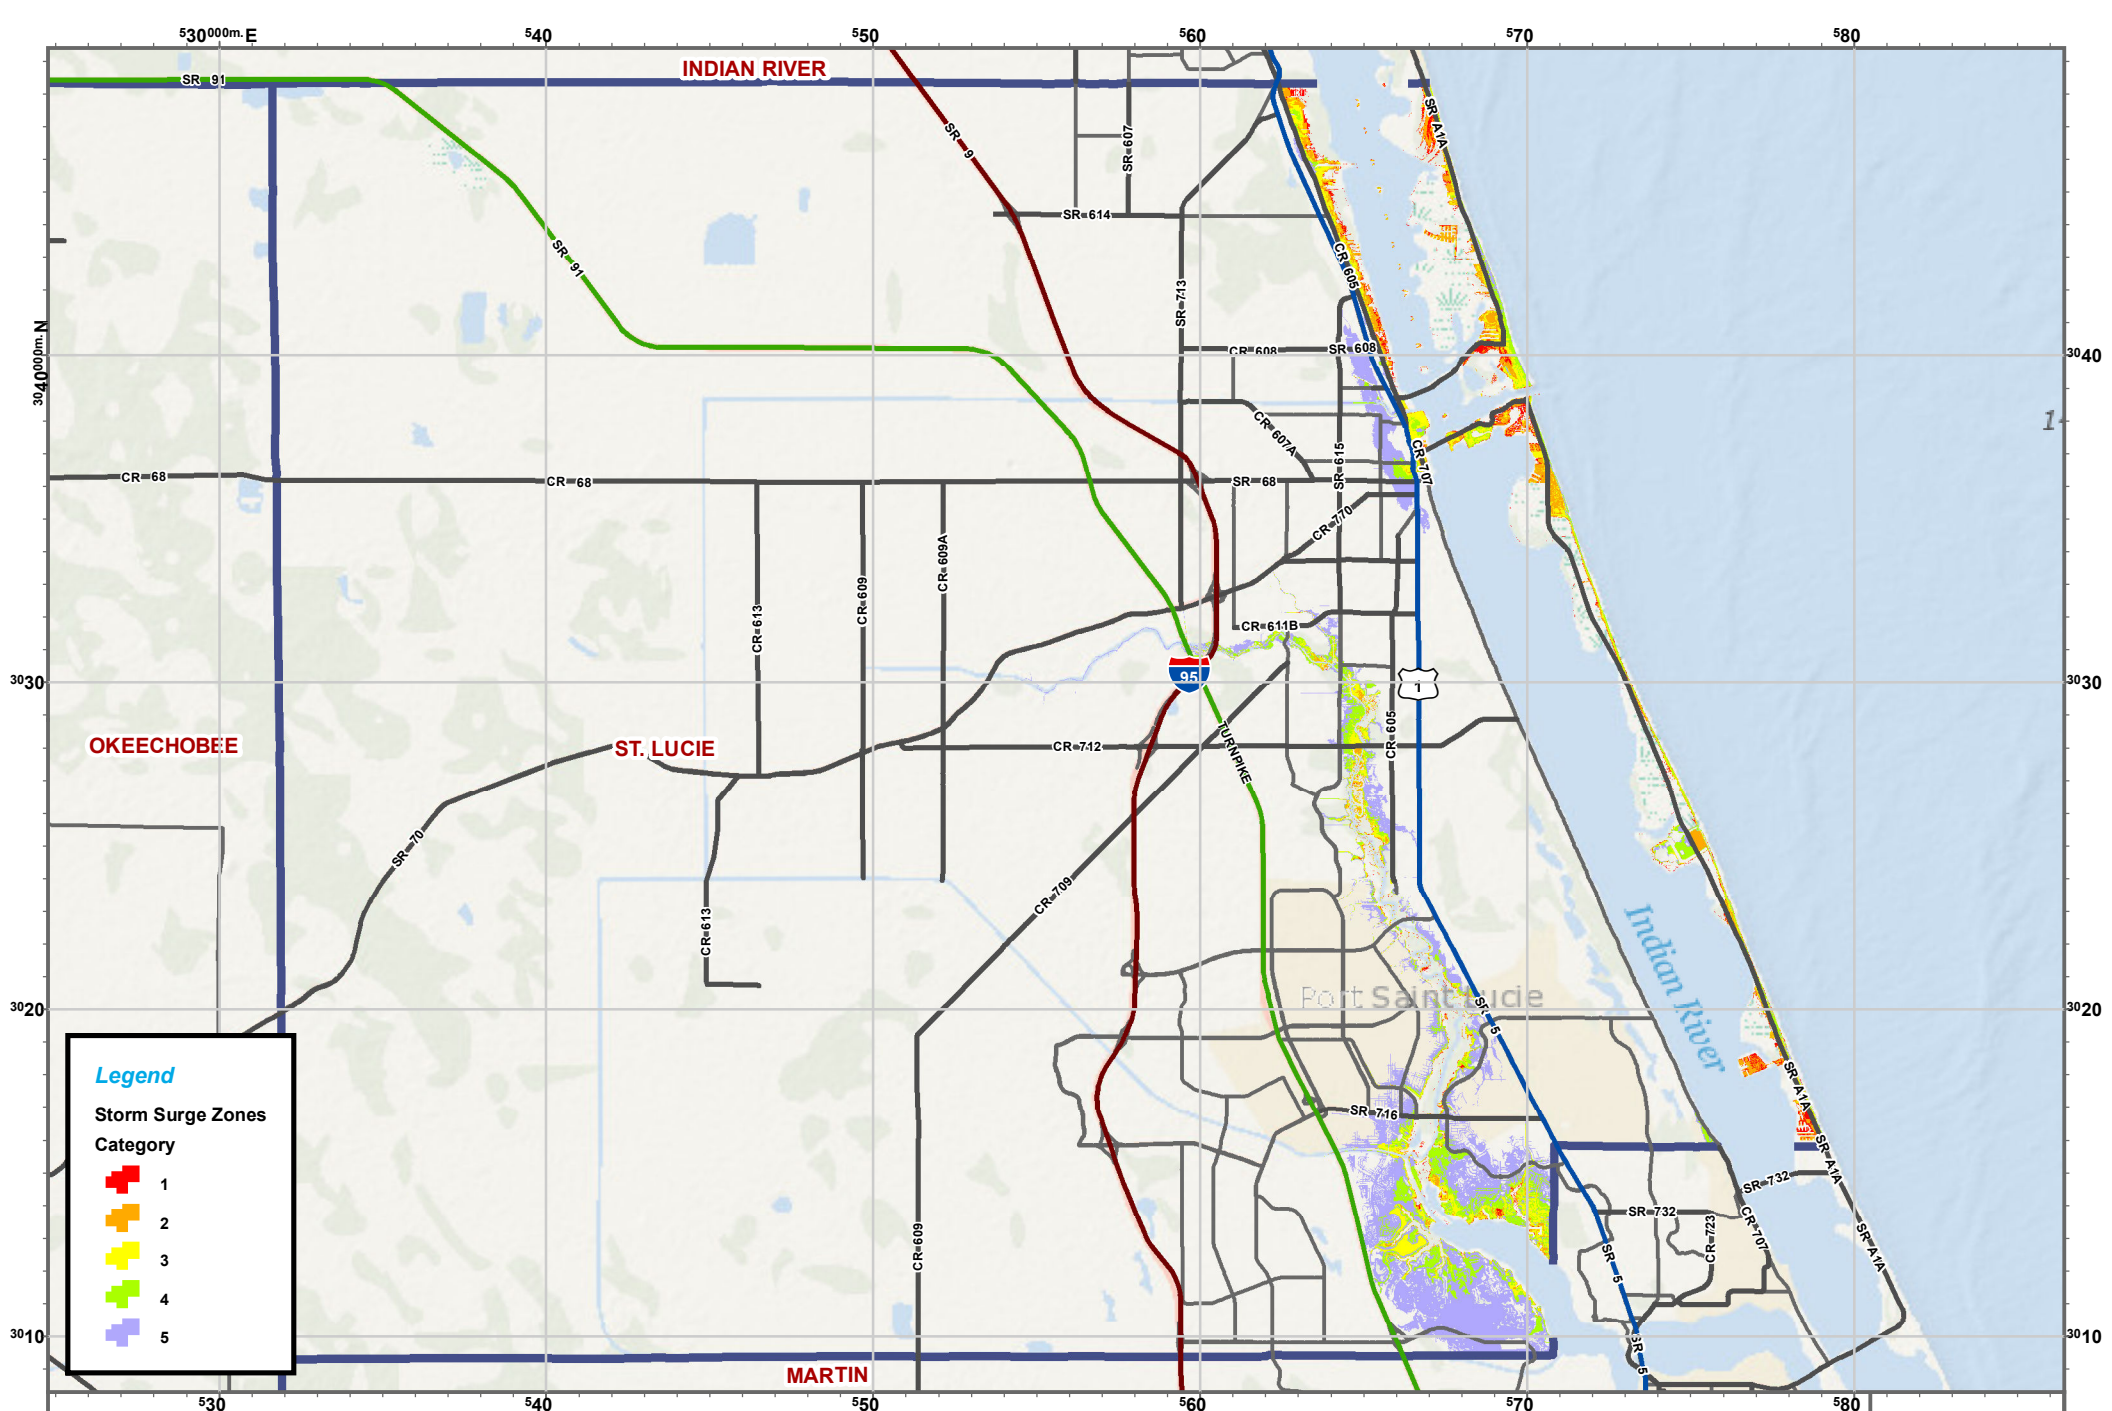 530000m. E
540
550
560
570
580
SR 91
INDIAN RIVER
SR 9
SR 607
SR A1A
SR 614
SR 91
CR 605
SR 713
3040000m. N
CR 608
SR 608
3040
1
CR 607A
SR 615
CR 707
CR 68
CR 68
SR 68
CR 770
CR 609A
CR 609
CR 613
CR 611B
3030
95
1
3030
OKEECHOBEE
ST. LUCIE
CR 712
TURNPIKE
CR 605
SR 70
CR 709
CR 613
Indian River
Port Saint Lucie
SR 5
3020
3020
SR A1A
SR 716
SR A1A
SR 732
SR 732
CR 723
CR 707
SR A1A
CR 609
SR 5
Legend
Storm Surge Zones
Category
1
2
3
4
5
3010
3010
SR 5
MARTIN
530
540
550
560
570
580